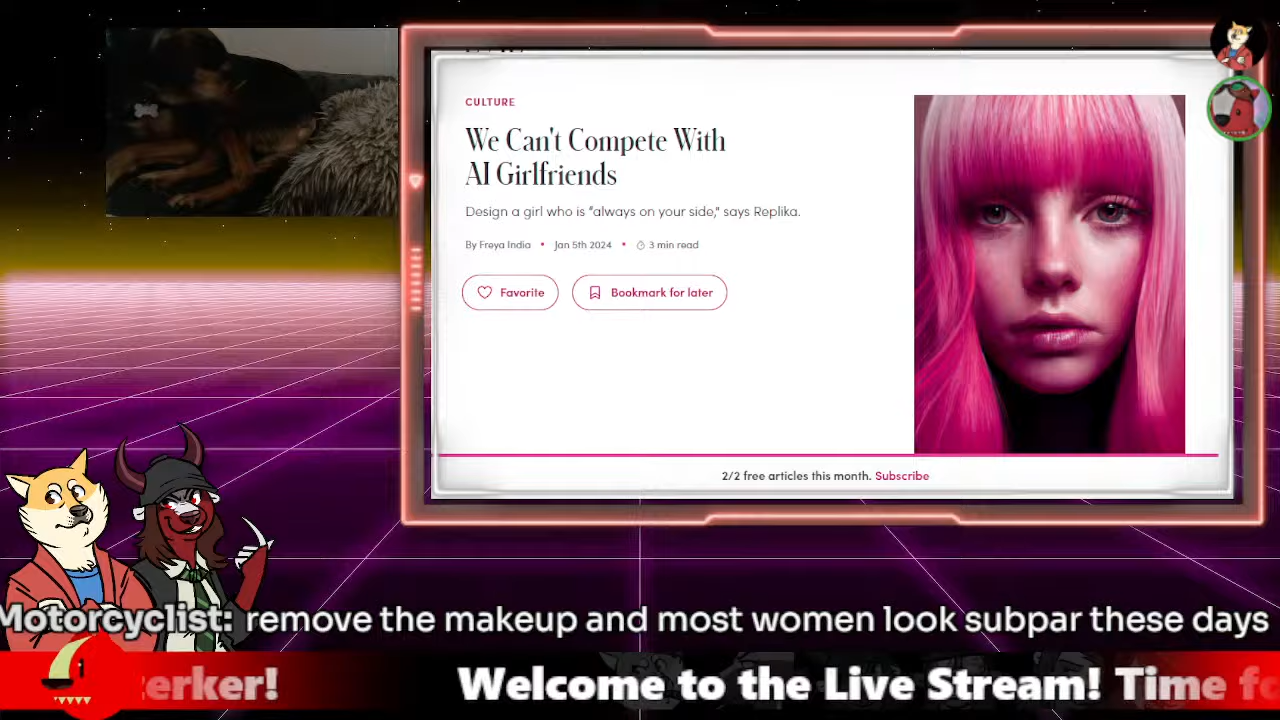 CULTURE
We Can't Compete With
AI Girlfriends
Design a girl who is “always on your side,” says Replika.
By Freya India • Jan 5th 2024 • 3 min read
Favorite
Bookmark for later
2/2 free articles this month. Subscribe
Motorcyclist: remove the makeup and most women look subpar these days
erker! Welcome to the Live Stream! Time